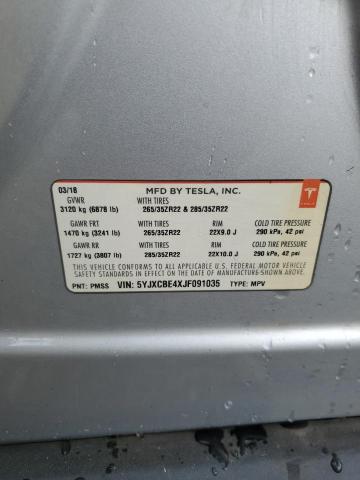 03/18 MFD BY TESLA, INC.
GVWR WITH TIRES
3120 kg (6878 lb) 265/35ZR22 & 285/35ZR22
GAWR FRT WITH TIRES RIM COLD TIRE PRESSURE
1470 kg (3241 lb) 265/35ZR22 22X9.0 J 290 kPa, 42 psi
GAWR RR WITH TIRES RIM COLD TIRE PRESSURE
1727 kg (3807 lb) 285/35ZR22 22X10.0 J 290 kPa, 42 psi
THIS VEHICLE CONFORMS TO ALL APPLICABLE U.S. FEDERAL MOTOR VEHICLE
SAFETY STANDARDS IN EFFECT ON THE DATE OF MANUFACTURE SHOWN ABOVE.
PNT: PMSS VIN: 5YJXCBE4XJF091035 TYPE: MPV